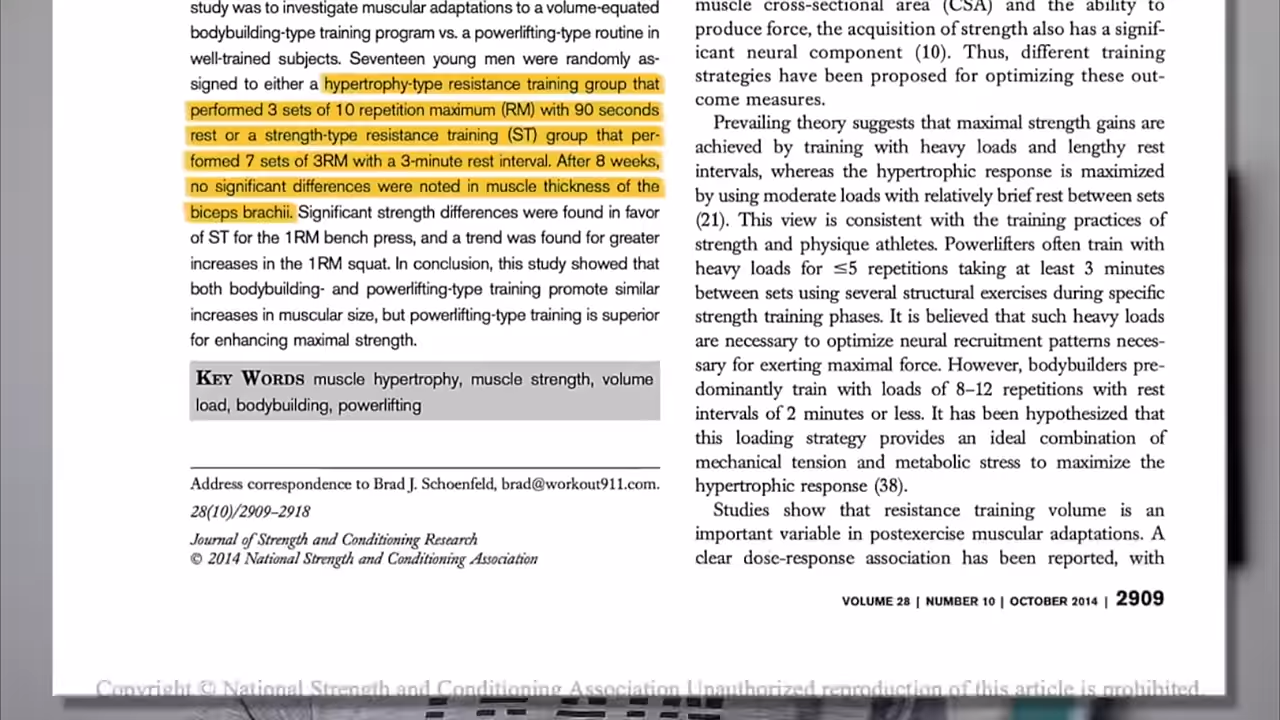 study was to investigate muscular adaptations to a volume-equated
bodybuilding-type training program vs. a powerlifting-type routine in
well-trained subjects. Seventeen young men were randomly as-
signed to either a hypertrophy-type resistance training group that
performed 3 sets of 10 repetition maximum (RM) with 90 seconds
rest or a strength-type resistance training (ST) group that per-
formed 7 sets of 3RM with a 3-minute rest interval. After 8 weeks,
no significant differences were noted in muscle thickness of the
biceps brachii. Significant strength differences were found in favor
of ST for the 1RM bench press, and a trend was found for greater
increases in the 1RM squat. In conclusion, this study showed that
both bodybuilding- and powerlifting-type training promote similar
increases in muscular size, but powerlifting-type training is superior
for enhancing maximal strength.
KEY WORDS muscle hypertrophy, muscle strength, volume
load, bodybuilding, powerlifting
Address correspondence to Brad J. Schoenfeld, brad@workout911.com.
28(10)/2909–2918
Journal of Strength and Conditioning Research
© 2014 National Strength and Conditioning Association
muscle cross-sectional area (CSA) and the ability to
produce force, the acquisition of strength also has a signif-
icant neural component (10). Thus, different training
strategies have been proposed for optimizing these out-
come measures.
Prevailing theory suggests that maximal strength gains are
achieved by training with heavy loads and lengthy rest
intervals, whereas the hypertrophic response is maximized
by using moderate loads with relatively brief rest between sets
(21). This view is consistent with the training practices of
strength and physique athletes. Powerlifters often train with
heavy loads for ≤5 repetitions taking at least 3 minutes
between sets using several structural exercises during specific
strength training phases. It is believed that such heavy loads
are necessary to optimize neural recruitment patterns neces-
sary for exerting maximal force. However, bodybuilders pre-
dominantly train with loads of 8–12 repetitions with rest
intervals of 2 minutes or less. It has been hypothesized that
this loading strategy provides an ideal combination of
mechanical tension and metabolic stress to maximize the
hypertrophic response (38).
Studies show that resistance training volume is an
important variable in postexercise muscular adaptations. A
clear dose-response association has been reported, with
VOLUME 28 | NUMBER 10 | OCTOBER 2014 | 2909
Copyright © National Strength and Conditioning Association Unauthorized reproduction of this article is prohibited.